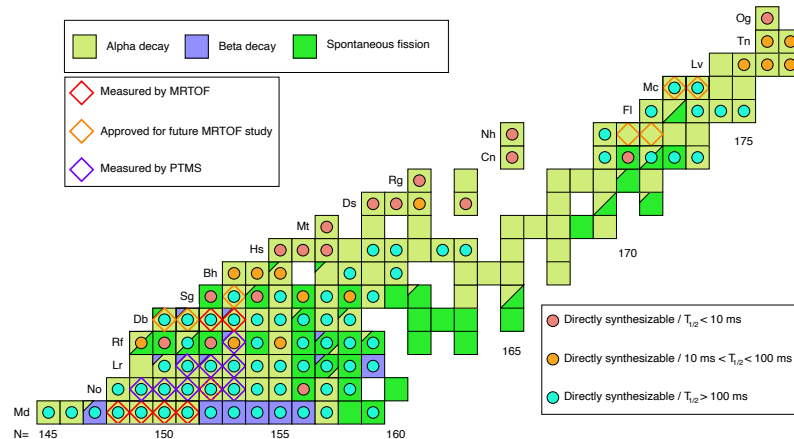 Og
Tn
Lv
Mc
Fl
Nh
Cn
Rg
Ds
Mt
Hs
Bh
Sg
Db
Rf
Lr
No
Md
N= 145 150 155 160
165
170
175
Alpha decay Beta decay Spontaneous fission
Measured by MRTOF
Approved for future MRTOF study
Measured by PTMS
Directly synthesizable / T1/2 < 10 ms
Directly synthesizable / 10 ms < T1/2 < 100 ms
Directly synthesizable / T1/2 > 100 ms